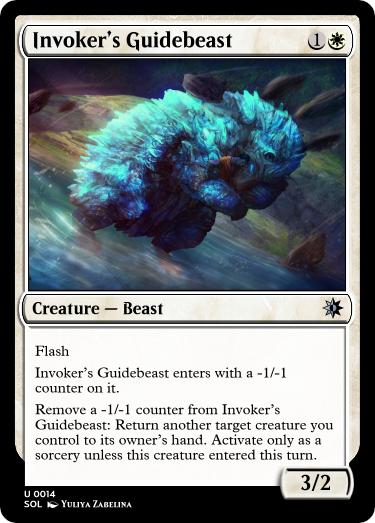 Invoker's Guidebeast 1
Creature — Beast
Flash
Invoker's Guidebeast enters with a -1/-1
counter on it.
Remove a -1/-1 counter from Invoker's
Guidebeast: Return another target creature you
control to its owner's hand. Activate only as a
sorcery unless this creature entered this turn.
3/2
U 0014
SOL Yuliya Zabelina